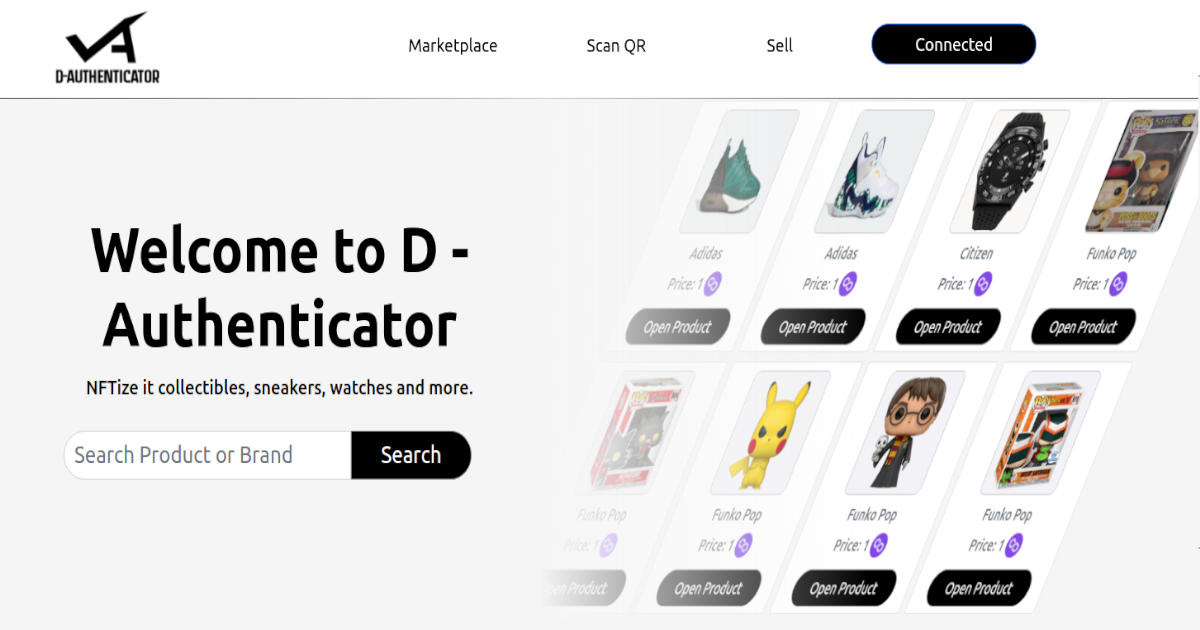 D-AUTHENTICATOR
Marketplace
Scan QR
Sell
Connected
Welcome to D -
Authenticator
NFTize it collectibles, sneakers, watches and more.
Search Product or Brand
Search
Adidas
Adidas
Citizen
Funko Pop
Price: 1
Price: 1
Price: 1
Price: 1
Open Product
Open Product
Open Product
Open Product
Funko Pop
Funko Pop
Funko Pop
Funko Pop
Price: 1
Price: 1
Price: 1
Price: 1
Open Product
Open Product
Open Product
Open Product